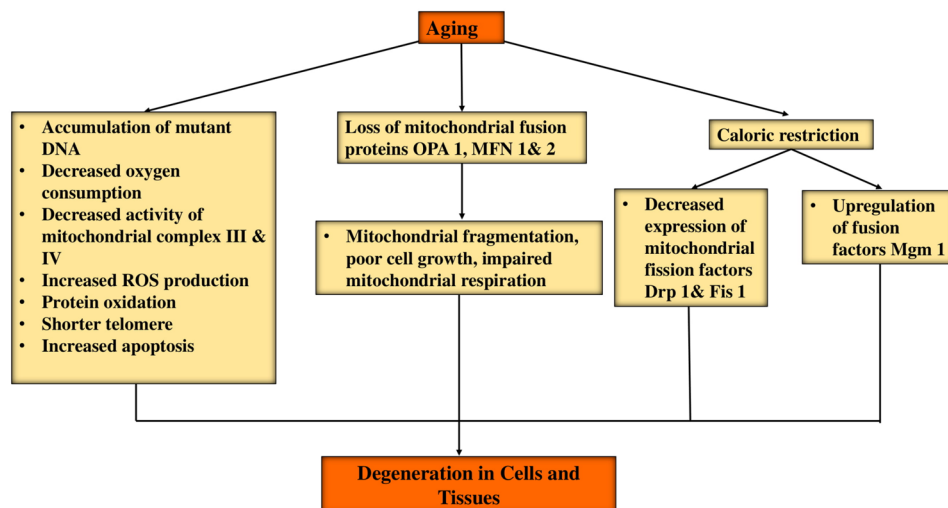 Aging
• Accumulation of mutant
DNA
• Decreased oxygen
consumption
• Decreased activity of
mitochondrial complex III &
IV
• Increased ROS production
• Protein oxidation
• Shorter telomere
• Increased apoptosis
Loss of mitochondrial fusion
proteins OPA 1, MFN 1& 2
• Mitochondrial fragmentation,
poor cell growth, impaired
mitochondrial respiration
Caloric restriction
• Decreased
expression of
mitochondrial
fission factors
Drp 1& Fis 1
• Upregulation
of fusion
factors Mgm 1
Degeneration in Cells and
Tissues